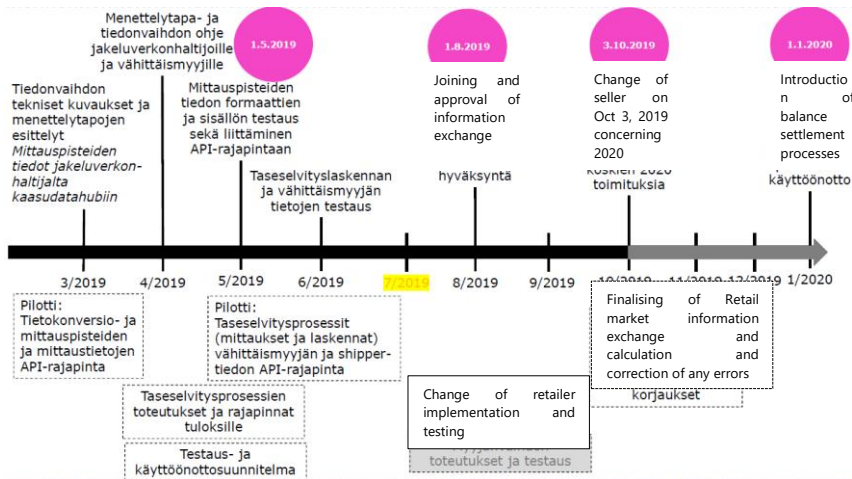 Menettelytapa- ja
tiedonvaihdon ohje
jakeluverkonhaltijoille
ja vähittäismyyjille
1.5.2019
1.8.2019
3.10.2019
1.1.2020
Tiedonvaihdon
tekniset kuvaukset ja
menettelytapojen
esittelyt
Mittauspisteiden
tiedot jakeluverkon-
haltijalta
kaasudatahubiin
Mittauspisteiden
tiedon formaattien
ja sisällön testaus
sekä liittäminen
API-rajapintaan
Taseselvityslaskennan
ja vähittäismyyjän
tietojen testaus
Joining and
approval of
information
exchange
hyväksyntä
Change of
seller on
Oct 3, 2019
concerning
2020
toimituksia
Introductio
n of
balance
settlement
processes
käyttöönotto
3/2019
4/2019
5/2019
6/2019
7/2019
8/2019
9/2019
10/2019
11/2019
12/2019
1/2020
Pilotti:
Tietokonversio- ja
mittauspisteiden
ja mittaustietojen
API-rajapinta
Pilotti:
Taseselvitysprosessit
(mittaukset ja laskennat)
vähittäismyyjän ja shipper-
tiedon API-rajapinta
Finalising of Retail
market information
exchange and
calculation and
correction of any errors
korjaukset
Taseselvitysprosessien
toteutukset ja rajapinnat
tuloksille
Change of retailer
implementation and
testing
toteutukset ja testaus
Testaus- ja
käyttöönottosuunnitelma